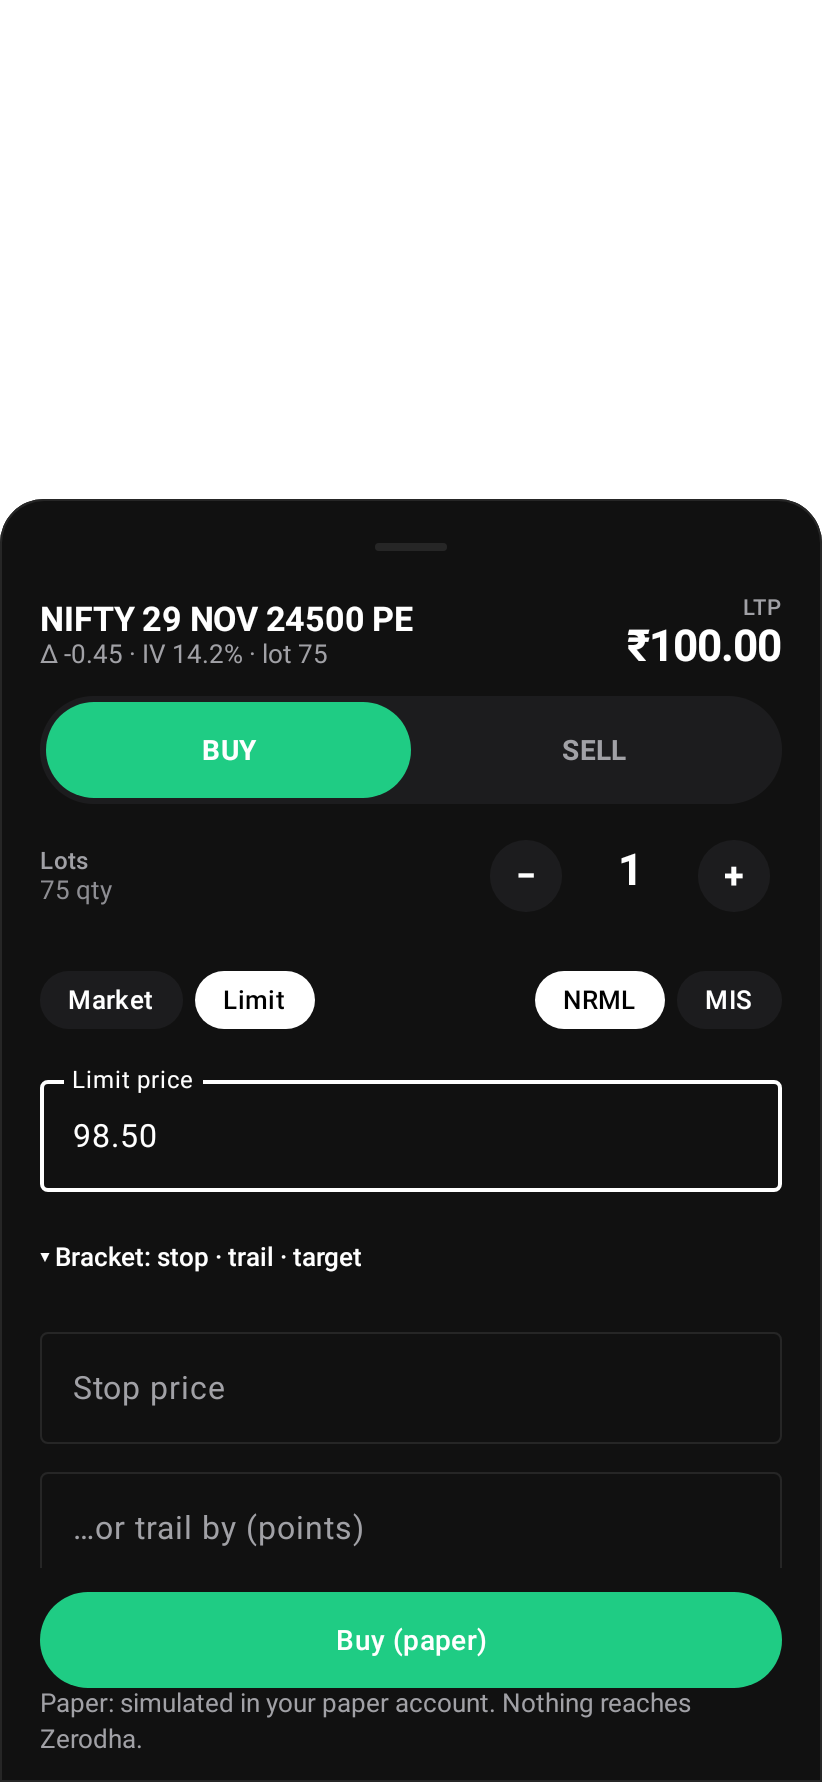 LTP
NIFTY 29 NOV 24500 PE
₹100.00
Δ -0.45 · IV 14.2% · lot 75
BUY
SELL
Lots
75 qty
−
1
+
Market
Limit
NRML
MIS
Limit price
98.50
▾ Bracket: stop · trail · target
Stop price
…or trail by (points)
Buy (paper)
Paper: simulated in your paper account. Nothing reaches
Zerodha.